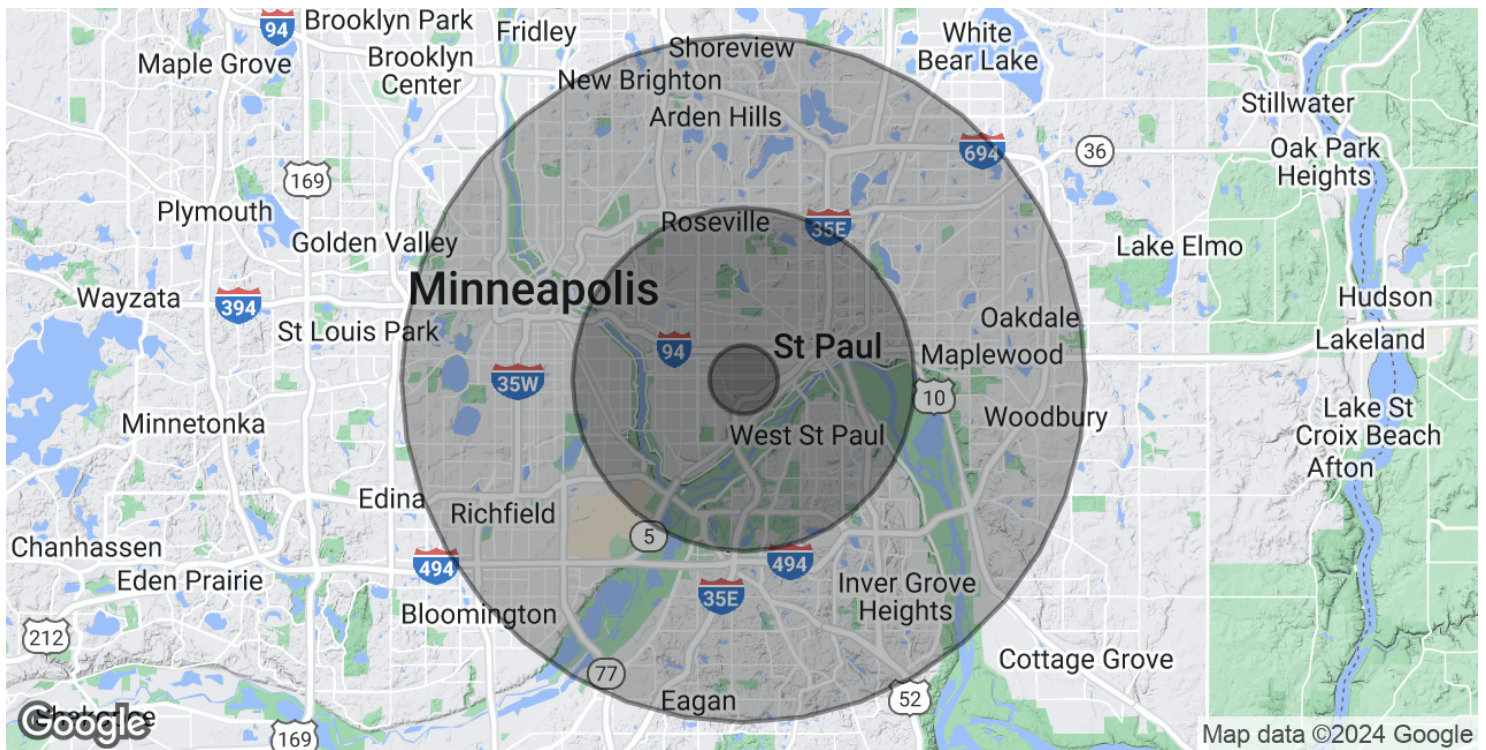 94
Brooklyn Park
Fridley
Shoreview
White
Bear Lake
Maple Grove
Brooklyn
Center
New Brighton
Arden Hills
Stillwater
694
36
Oak Park
Heights
169
Plymouth
Roseville
35E
Golden Valley
Lake Elmo
Minneapolis
Wayzata
394
Hudson
St Louis Park
Oakdale
Lakeland
94
St Paul
Maplewood
35W
10
Minnetonka
Woodbury
Lake St
Croix Beach
West St Paul
Afton
Edina
Richfield
5
Chanhassen
494
494
Eden Prairie
35E
Inver Grove
Heights
Bloomington
212
Cottage Grove
77
Eagan
52
Google
169
Map data ©2024 Google